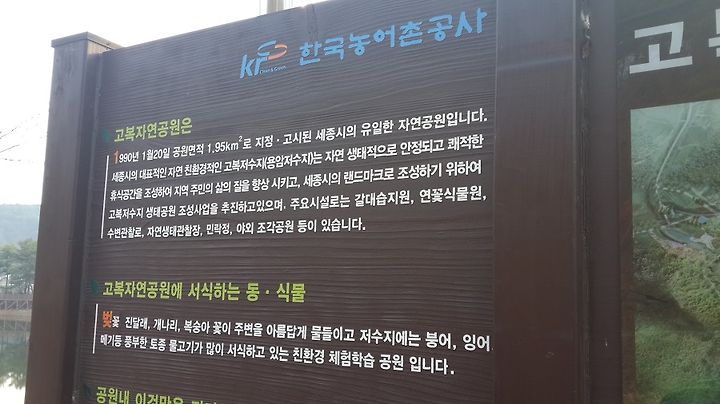 KR
Clean & Green
한국농어촌공사
고복자연공원은
1990년 1월20일 공원면적 1.95km²로 지정·고시된 세종시의 유일한 자연공원입니다.
세종시의 대표적인 자연 친환경적인 고복저수지(용암저수지)는 자연 생태적으로 안정되고 쾌적한
휴식공간을 조성하여 지역 주민의 삶의 질을 향상 시키고, 세종시의 랜드마크로 조성하기 위하여
고복저수지 생태공원 조성사업을 추진하고있으며. 주요시설로는 갈대습지원, 연꽃식물원,
수변관찰로, 자연생태관찰장, 민락정, 야외 조각공원 등이 있습니다.
고복자연공원에 서식하는 동·식물
벚꽃 진달래, 개나리, 복숭아 꽃이 주변을 아름답게 물들이고 저수지에는 붕어, 잉어,
메기등 풍부한 토종 물고기가 많이 서식하고 있는 친환경 체험학습 공원 입니다.
공원내 이것만은
고복